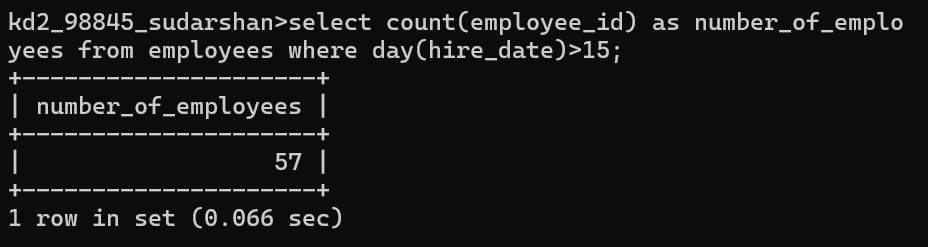 kd2_98845_sudarshan>select count(employee_id) as number_of_emplo
yees from employees where day(hire_date)>15;
+---------------------+
| number_of_employees |
+---------------------+
|                  57 |
+---------------------+
1 row in set (0.066 sec)